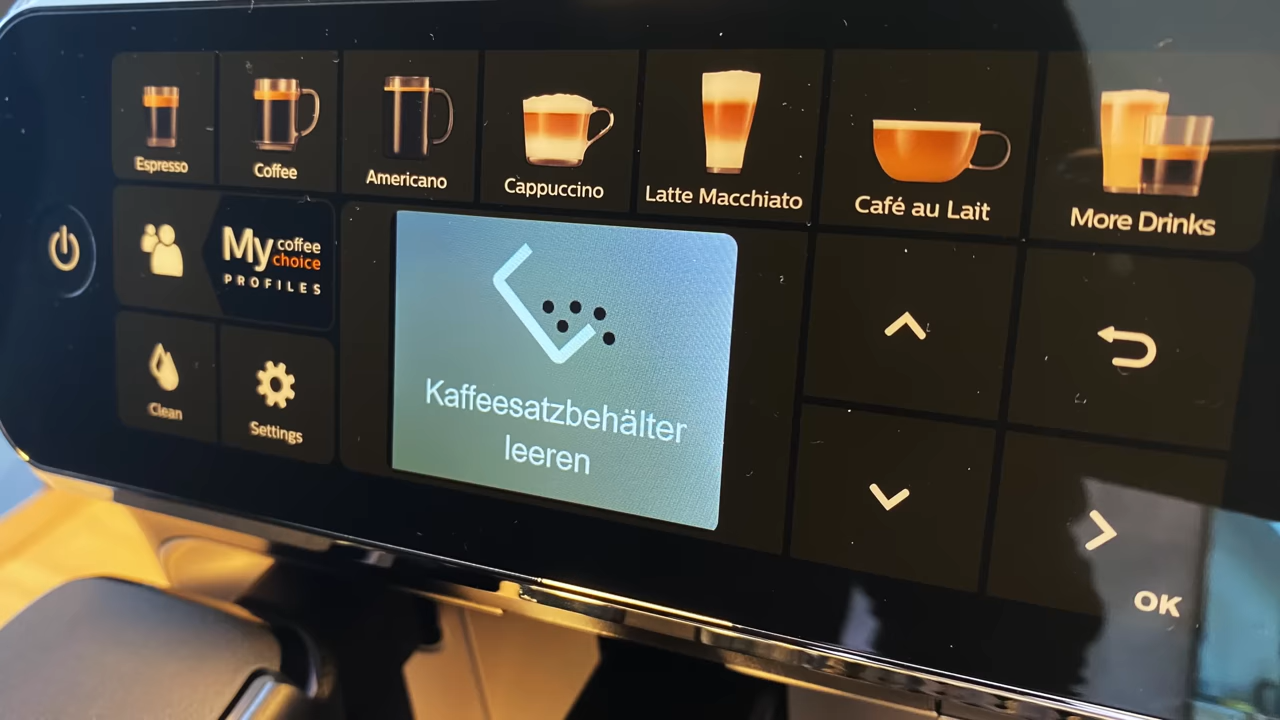 Espresso
Coffee
Americano
Cappuccino
Latte Macchiato
Café au Lait
More Drinks
My coffee choice
PROFILES
Kaffeesatzbehälter
leeren
Clean
Settings
OK